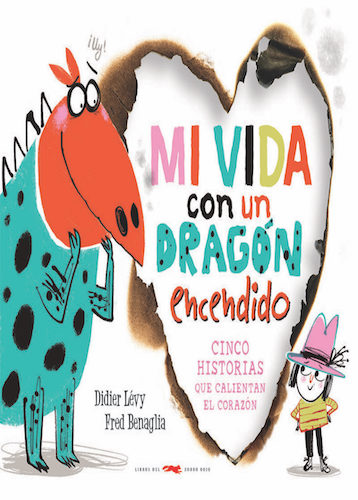 ¡Uy!
MI VIDA
con un
DRAGÓN
encendido
CINCO
HISTORIAS
QUE CALIENTAN
EL CORAZÓN
Didier Lévy
Fred Benaglia
LIBROS DEL ZORRO ROJO